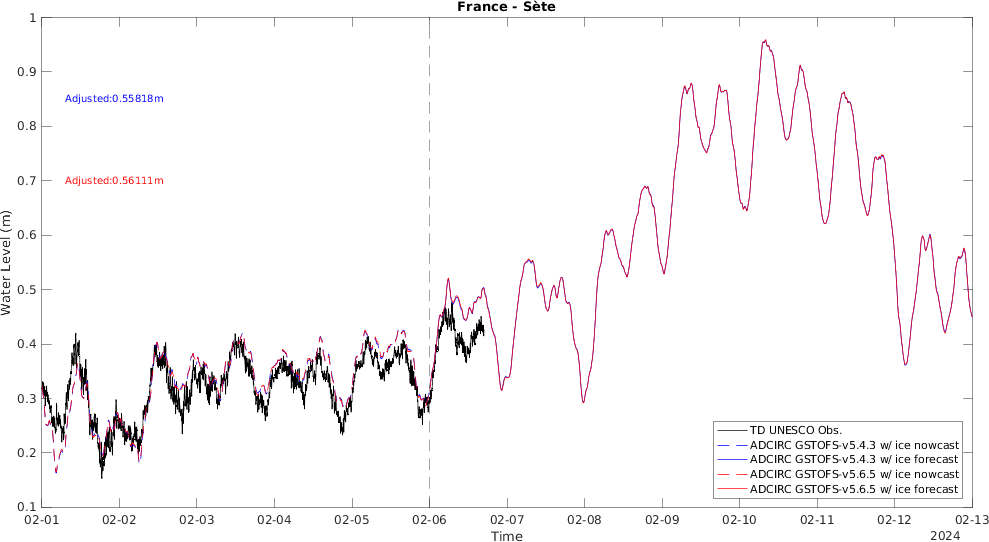 France - Sète
1
0.9
0.8
0.7
0.6
0.5
0.4
0.3
0.2
0.1
Water Level (m)
Adjusted:0.55818m
Adjusted:0.56111m
TD UNESCO Obs.
ADCIRC GSTOFS-v5.4.3 w/ ice nowcast
ADCIRC GSTOFS-v5.4.3 w/ ice forecast
ADCIRC GSTOFS-v5.6.5 w/ ice nowcast
ADCIRC GSTOFS-v5.6.5 w/ ice forecast
02-01 02-02 02-03 02-04 02-05 02-06 02-07 02-08 02-09 02-10 02-11 02-12 02-13
Time
2024